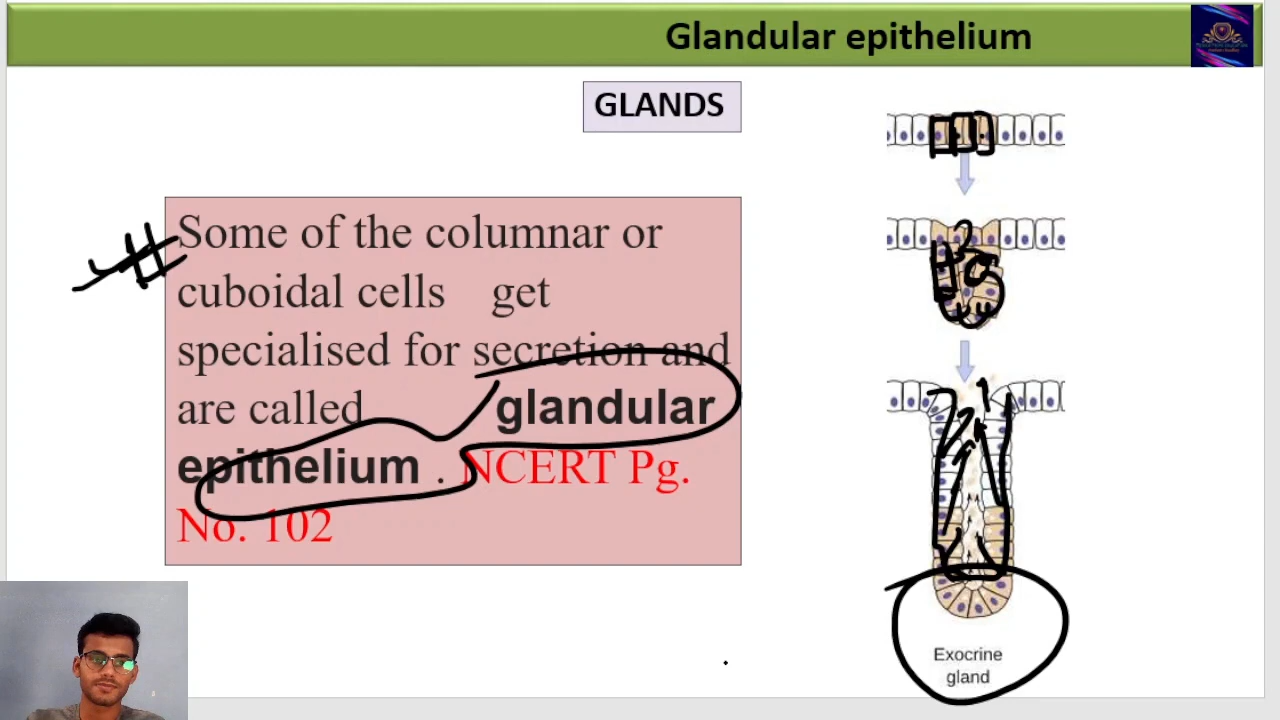 Glandular epithelium
GLANDS
Some of the columnar or
cuboidal cells get
specialised for secretion and
are called glandular
epithelium . NCERT Pg.
No. 102
Exocrine
gland